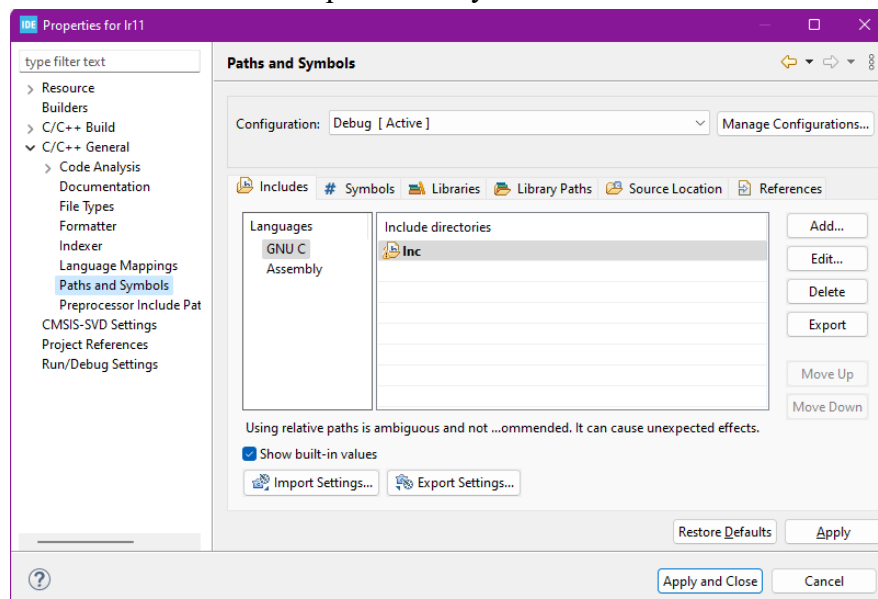 IDE Properties for lr11
type filter text
Paths and Symbols
Resource
Builders
C/C++ Build
C/C++ General
Code Analysis
Documentation
File Types
Formatter
Indexer
Language Mappings
Paths and Symbols
Preprocessor Include Pat
CMSIS-SVD Settings
Project References
Run/Debug Settings
Configuration: Debug [ Active ]
Manage Configurations...
Includes # Symbols Libraries Library Paths Source Location References
Languages
GNU C
Assembly
Include directories
Inc
Add...
Edit...
Delete
Export
Move Up
Move Down
Using relative paths is ambiguous and not ...ommended. It can cause unexpected effects.
Show built-in values
Import Settings... Export Settings...
Restore Defaults Apply
Apply and Close Cancel